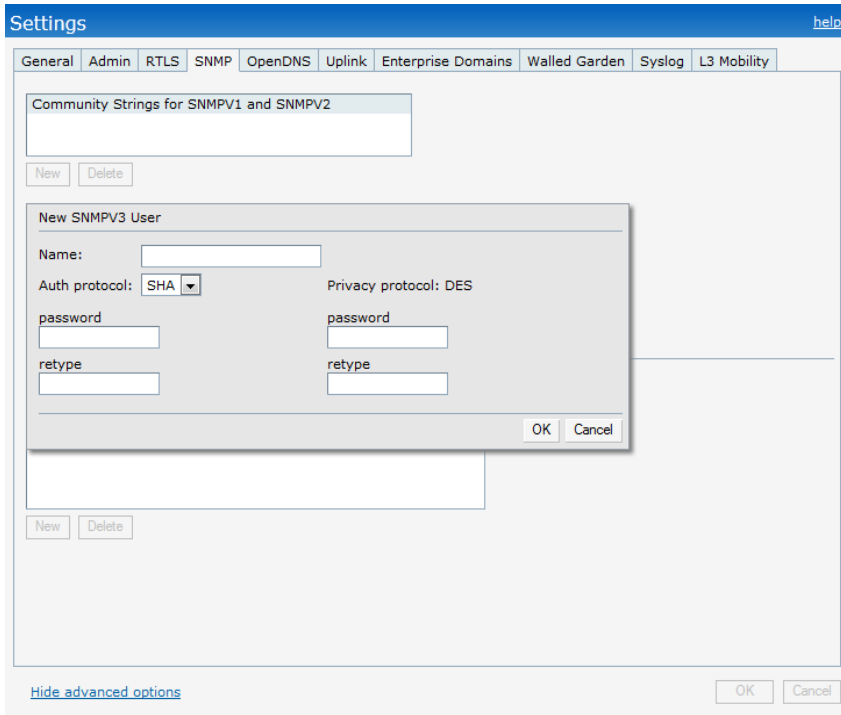 Settings help
General Admin RTLS SNMP OpenDNS Uplink Enterprise Domains Walled Garden Syslog L3 Mobility
Community Strings for SNMPV1 and SNMPV2
New Delete
New SNMPV3 User
Name:
Auth protocol: SHA Privacy protocol: DES
password password
retype retype
OK Cancel
New Delete
Hide advanced options OK Cancel